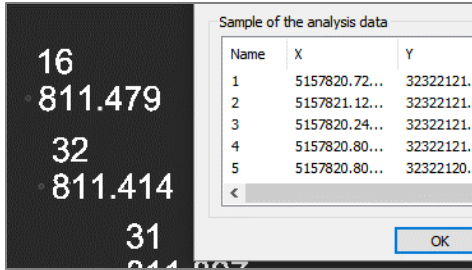 16
811.479
32
811.414
31
Sample of the analysis data
Name X Y
1 5157820.72... 32322121.
2 5157821.12... 32322121.
3 5157820.24... 32322121.
4 5157820.80... 32322121.
5 5157820.80... 32322120.
OK